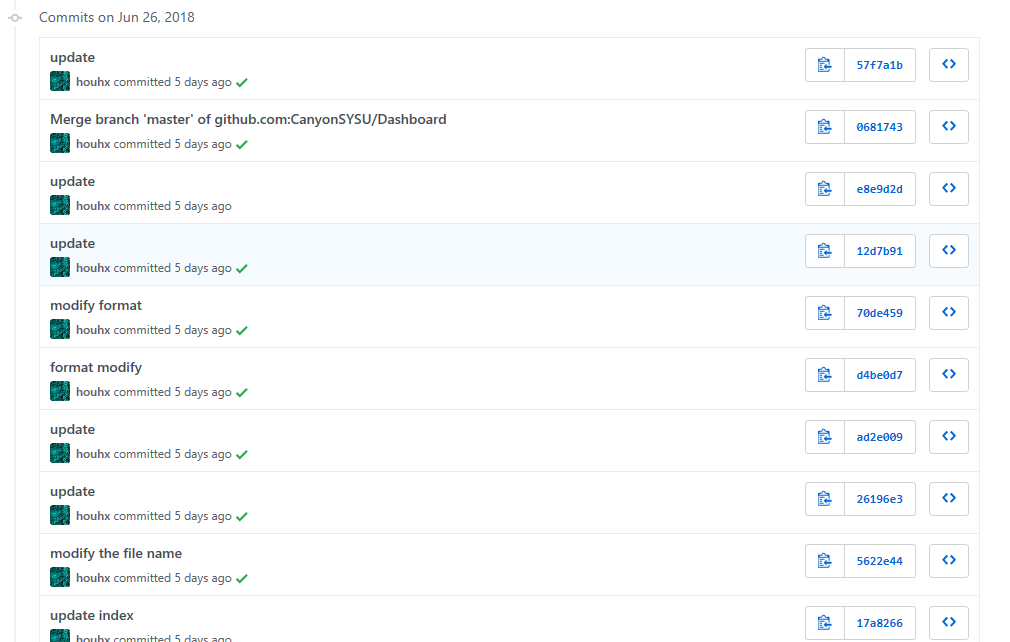 Commits on Jun 26, 2018
update
57f7a1b
houhx committed 5 days ago
Merge branch 'master' of github.com:CanyonSYSU/Dashboard
0681743
houhx committed 5 days ago
update
e8e9d2d
houhx committed 5 days ago
update
12d7b91
houhx committed 5 days ago
modify format
70de459
houhx committed 5 days ago
format modify
d4be0d7
houhx committed 5 days ago
update
ad2e009
houhx committed 5 days ago
update
26196e3
houhx committed 5 days ago
modify the file name
5622e44
houhx committed 5 days ago
update index
17a8266
houhx committed 5 days ago